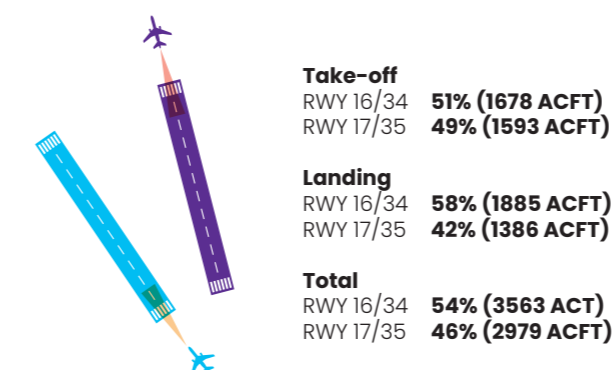 Take-off
RWY 16/34 51% (1678 ACFT)
RWY 17/35 49% (1593 ACFT)
Landing
RWY 16/34 58% (1885 ACFT)
RWY 17/35 42% (1386 ACFT)
Total
RWY 16/34 54% (3563 ACT)
RWY 17/35 46% (2979 ACFT)